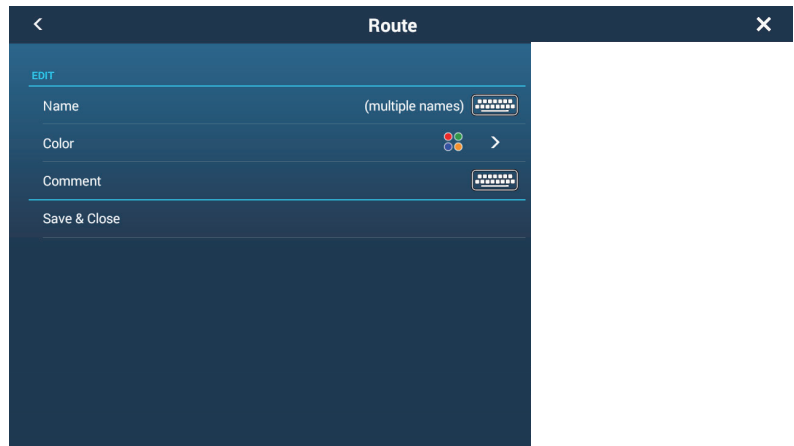 Route
EDIT
Name (multiple names)
Color
Comment
Save & Close